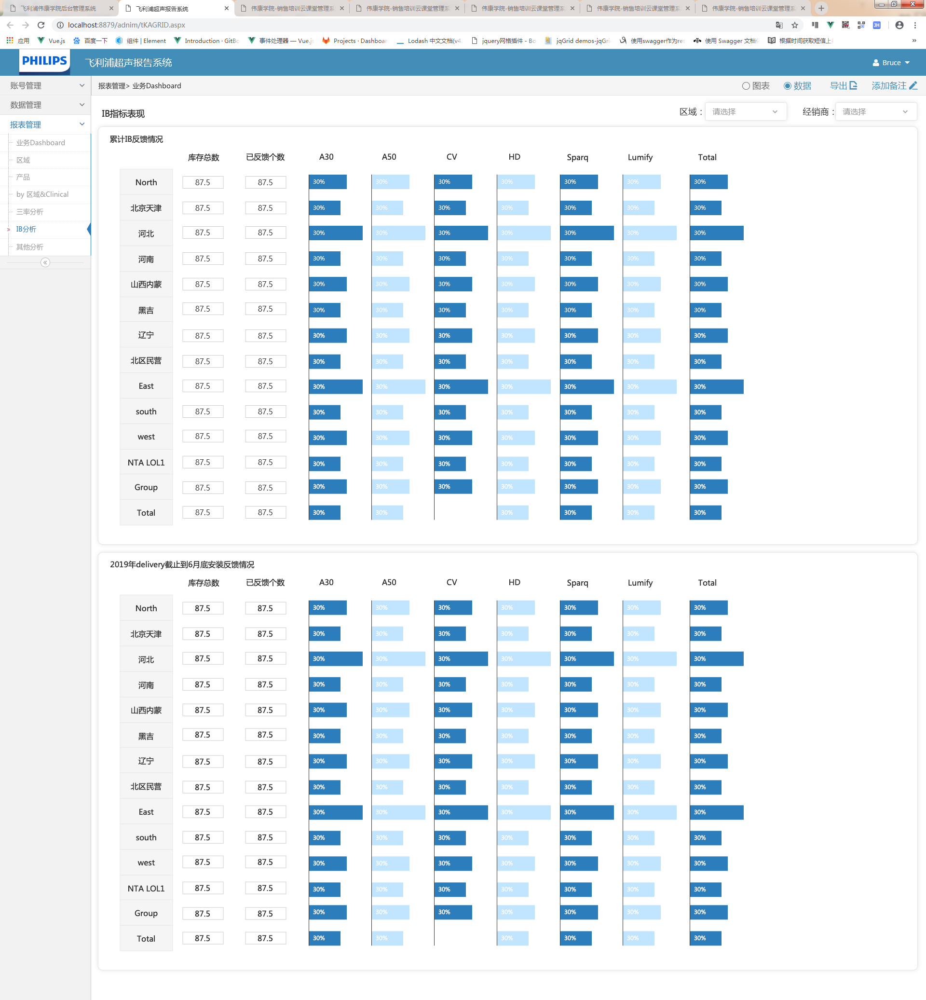 飞利浦伟康学院后台管理系统
飞利浦超声报告系统
伟康学院-销售培训云课堂管理系
伟康学院-销售培训云课堂管理系
伟康学院-销售培训云课堂管理系
伟康学院-销售培训云课堂管理系
伟康学院-销售培训云课堂管理系
localhost:8879/adnim/tKAGRID.aspx
JH
应用 Vue.js 百度一下 组件 | Element Introduction · GitBo 事件处理器 — Vue.js Projects · Dashboar Lodash 中文文档(v4. jquery网格插件 - Bo jqGrid demos-jqGri 使用swagger作为res 使用 Swagger 文档化 根据时间获取短信上行 »
PHILIPS 飞利浦超声报告系统 Bruce
账号管理
数据管理
报表管理
业务Dashboard
区域
产品
by 区域&Clinical
三率分析
IB分析
其他分析
报表管理> 业务Dashboard 图表 数据 导出 添加备注
IB指标表现 区域 : 请选择 经销商 : 请选择
累计IB反馈情况
库存总数 已反馈个数 A30 A50 CV HD Sparq Lumify Total
North 87.5 87.5 30% 30% 30% 30% 30% 30% 30%
北京天津 87.5 87.5 30% 30% 30% 30% 30% 30% 30%
河北 87.5 87.5 30% 30% 30% 30% 30% 30% 30%
河南 87.5 87.5 30% 30% 30% 30% 30% 30% 30%
山西内蒙 87.5 87.5 30% 30% 30% 30% 30% 30% 30%
黑吉 87.5 87.5 30% 30% 30% 30% 30% 30% 30%
辽宁 87.5 87.5 30% 30% 30% 30% 30% 30% 30%
北区民营 87.5 87.5 30% 30% 30% 30% 30% 30% 30%
East 87.5 87.5 30% 30% 30% 30% 30% 30% 30%
south 87.5 87.5 30% 30% 30% 30% 30% 30% 30%
west 87.5 87.5 30% 30% 30% 30% 30% 30% 30%
NTA LOL1 87.5 87.5 30% 30% 30% 30% 30% 30% 30%
Group 87.5 87.5 30% 30% 30% 30% 30% 30% 30%
Total 87.5 87.5 30% 30% 30% 30% 30% 30%
2019年delivery截止到6月底安装反馈情况
库存总数 已反馈个数 A30 A50 CV HD Sparq Lumify Total
North 87.5 87.5 30% 30% 30% 30% 30% 30% 30%
北京天津 87.5 87.5 30% 30% 30% 30% 30% 30% 30%
河北 87.5 87.5 30% 30% 30% 30% 30% 30% 30%
河南 87.5 87.5 30% 30% 30% 30% 30% 30% 30%
山西内蒙 87.5 87.5 30% 30% 30% 30% 30% 30% 30%
黑吉 87.5 87.5 30% 30% 30% 30% 30% 30% 30%
辽宁 87.5 87.5 30% 30% 30% 30% 30% 30% 30%
北区民营 87.5 87.5 30% 30% 30% 30% 30% 30% 30%
East 87.5 87.5 30% 30% 30% 30% 30% 30% 30%
south 87.5 87.5 30% 30% 30% 30% 30% 30% 30%
west 87.5 87.5 30% 30% 30% 30% 30% 30% 30%
NTA LOL1 87.5 87.5 30% 30% 30% 30% 30% 30% 30%
Group 87.5 87.5 30% 30% 30% 30% 30% 30% 30%
Total 87.5 87.5 30% 30% 30% 30% 30% 30%